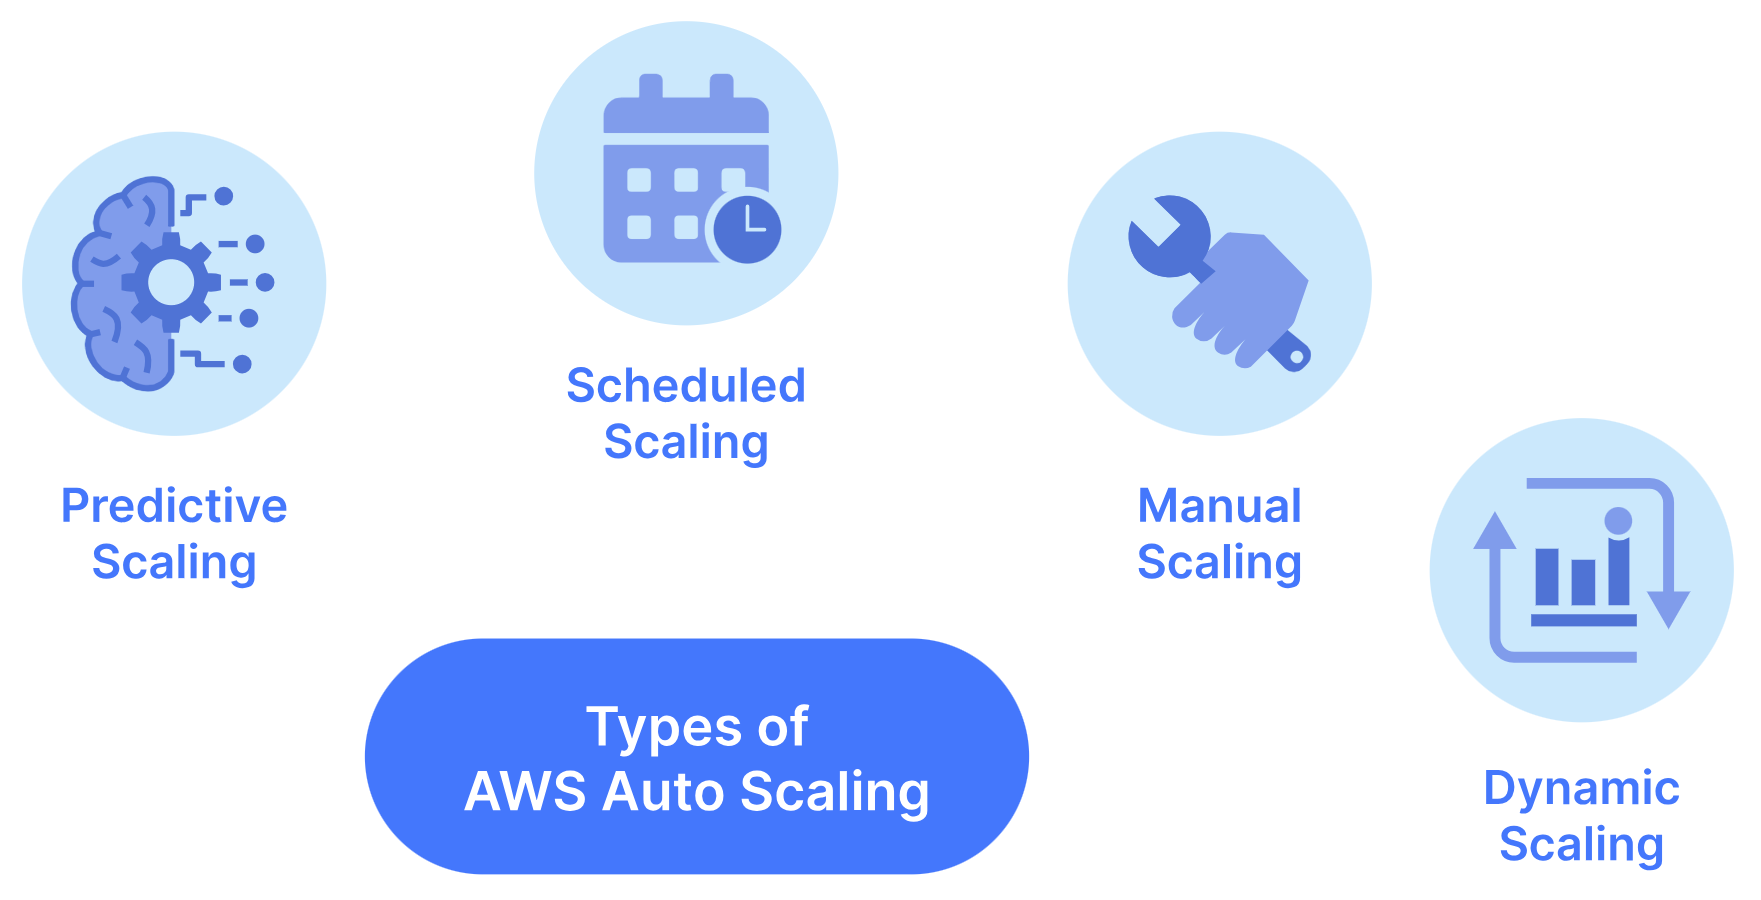 Predictive
Scaling
Scheduled
Scaling
Manual
Scaling
Dynamic
Scaling
Types of
AWS Auto Scaling